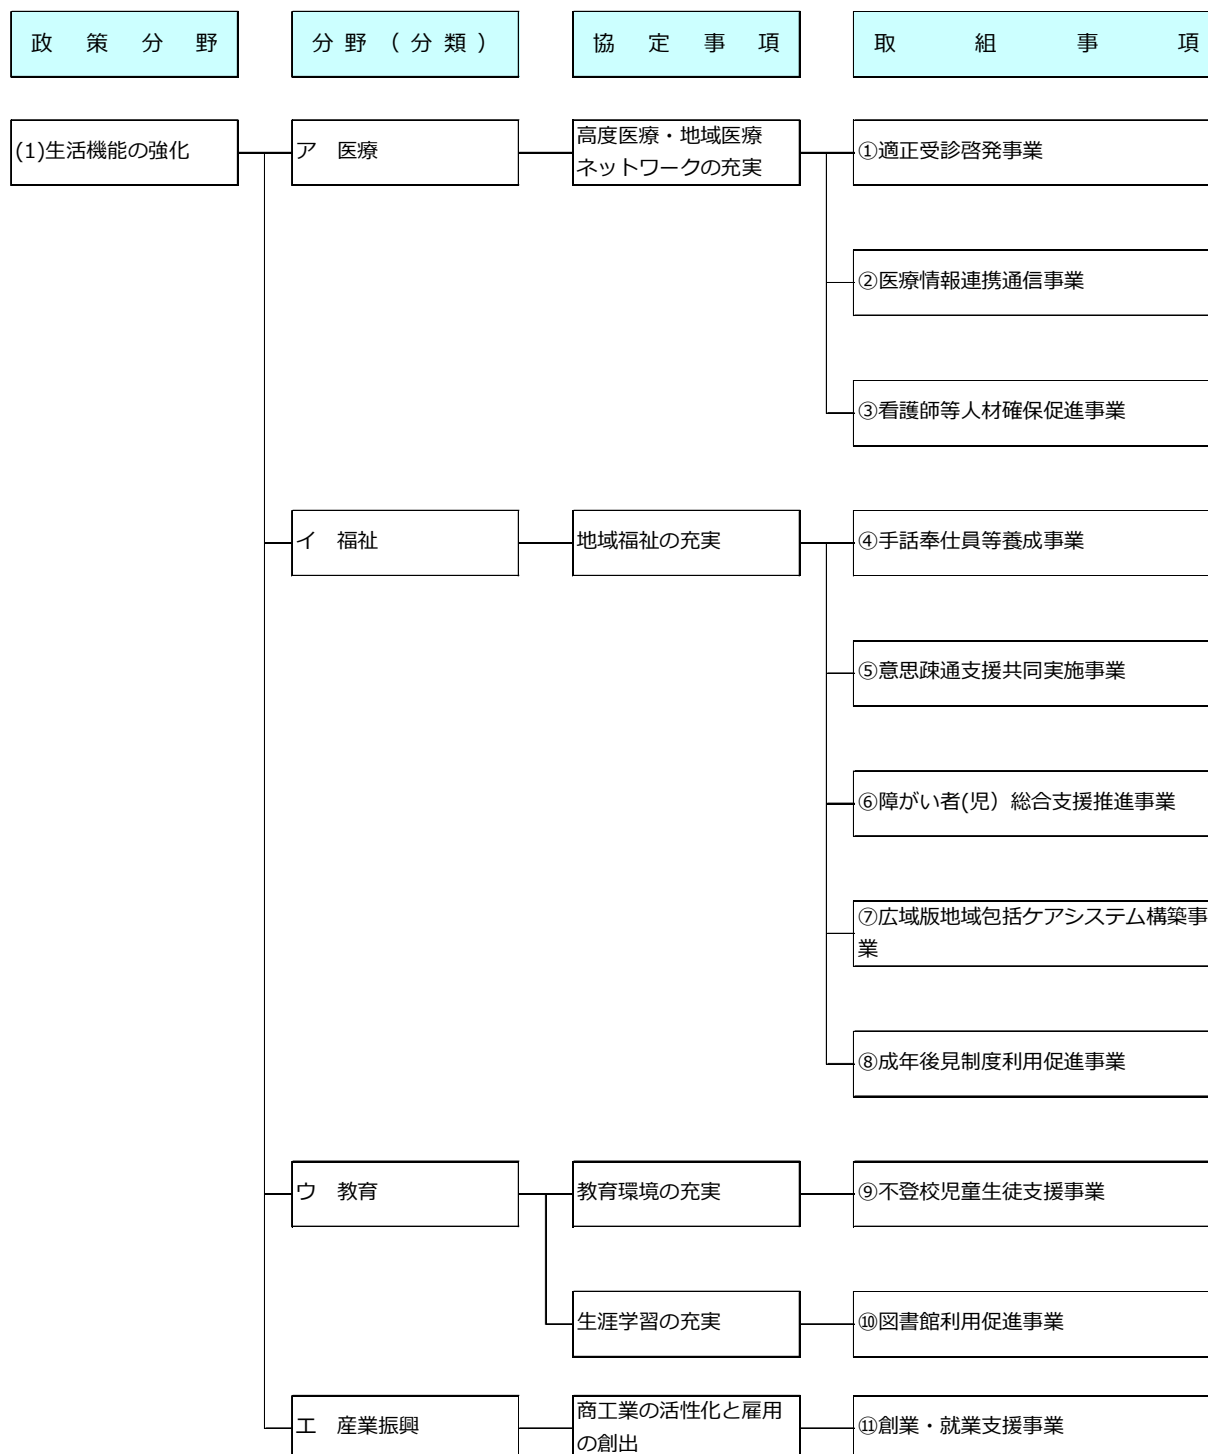 政策分野
分野（分類）
協定事項
取組事項
(1)生活機能の強化
ア　医療
高度医療・地域医療
ネットワークの充実
①適正受診啓発事業
②医療情報連携通信事業
③看護師等人材確保促進事業
イ　福祉
地域福祉の充実
④手話奉仕員等養成事業
⑤意思疎通支援共同実施事業
⑥障がい者(児）総合支援推進事業
⑦広域版地域包括ケアシステム構築事
業
⑧成年後見制度利用促進事業
ウ　教育
教育環境の充実
⑨不登校児童生徒支援事業
生涯学習の充実
⑩図書館利用促進事業
エ　産業振興
商工業の活性化と雇用
の創出
⑪創業・就業支援事業